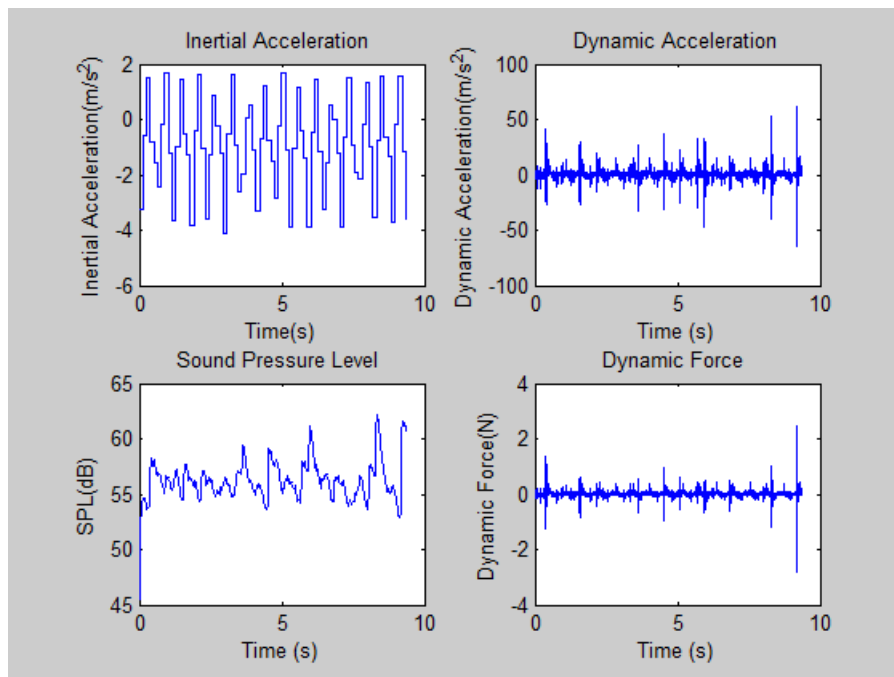 Inertial Acceleration
Inertial Acceleration(m/s²)
2
0
-2
-4
-6
0
5
10
Time(s)
Dynamic Acceleration
Dynamic Acceleration(m/s²)
100
50
0
-50
-100
0
5
10
Time (s)
Sound Pressure Level
SPL(dB)
65
60
55
50
45
0
5
10
Time (s)
Dynamic Force
Dynamic Force(N)
4
2
0
-2
-4
0
5
10
Time (s)